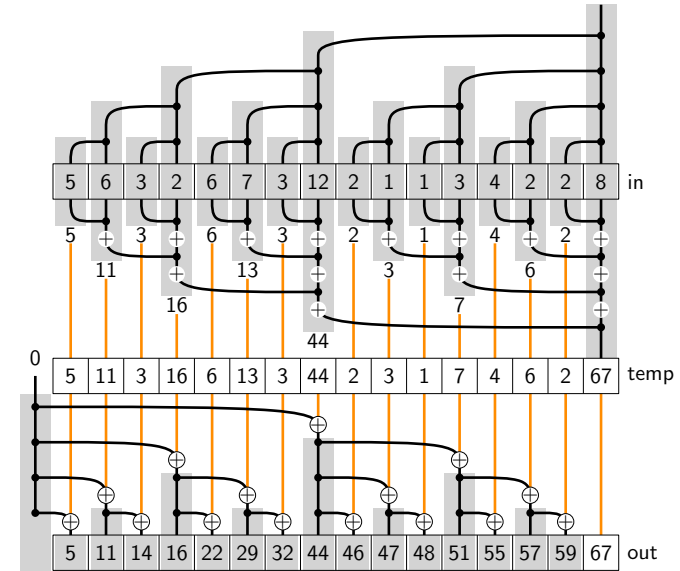 5 6 3 2 6 7 3 12 2 1 1 3 4 2 2 8 in
5 + 3 + 6 + 3 + 2 + 1 + 4 + 2 +
11 + 13 + 3 + 6 +
16 + 7 +
44
0
5 11 3 16 6 13 3 44 2 3 1 7 4 6 2 67 temp
+
+ +
+ + + +
+ + + + + + + +
5 11 14 16 22 29 32 44 46 47 48 51 55 57 59 67 out